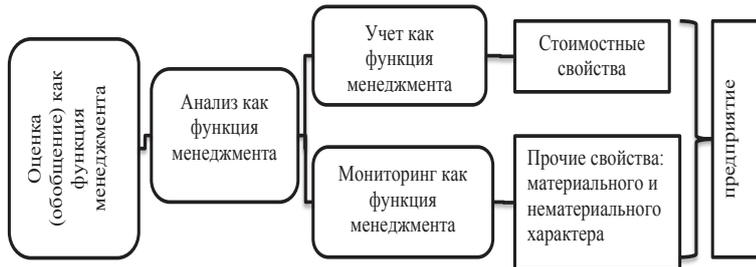 Оценка
(обобщение) как
функция
менеджмента
Анализ как
функция
менеджмента
Учет как
функция
менеджмента
Стоимостные
свойства
Мониторинг как
функция
менеджмента
Прочие свойства:
материального и
нематериального
характера
предприятие